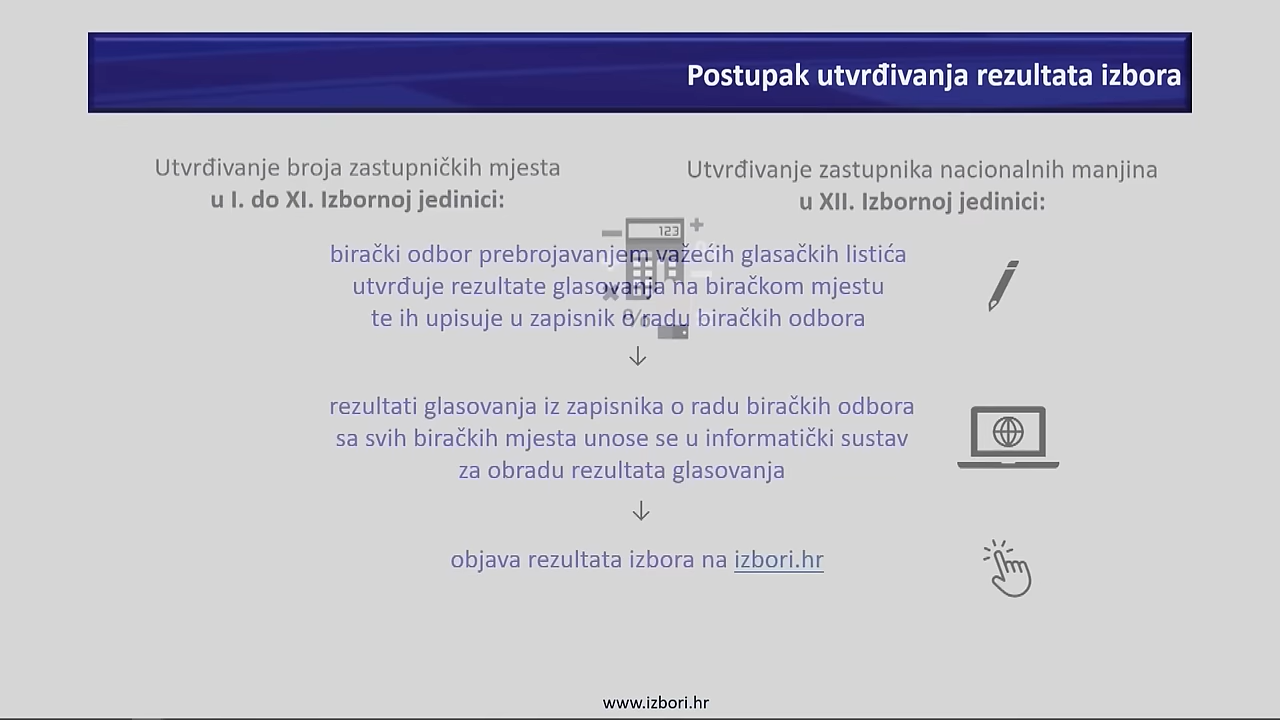 Postupak utvrđivanja rezultata izbora
Utvrđivanje broja zastupničkih mjesta
u I. do XI. Izbornoj jedinici:
Utvrđivanje zastupnika nacionalnih manjina
u XII. Izbornoj jedinici:
123
birački odbor prebrojavanjem važećih glasačkih listića
utvrđuje rezultate glasovanja na biračkom mjestu
te ih upisuje u zapisnik o radu biračkih odbora
rezultati glasovanja iz zapisnika o radu biračkih odbora
sa svih biračkih mjesta unose se u informatički sustav
za obradu rezultata glasovanja
objava rezultata izbora na izbori.hr
www.izbori.hr